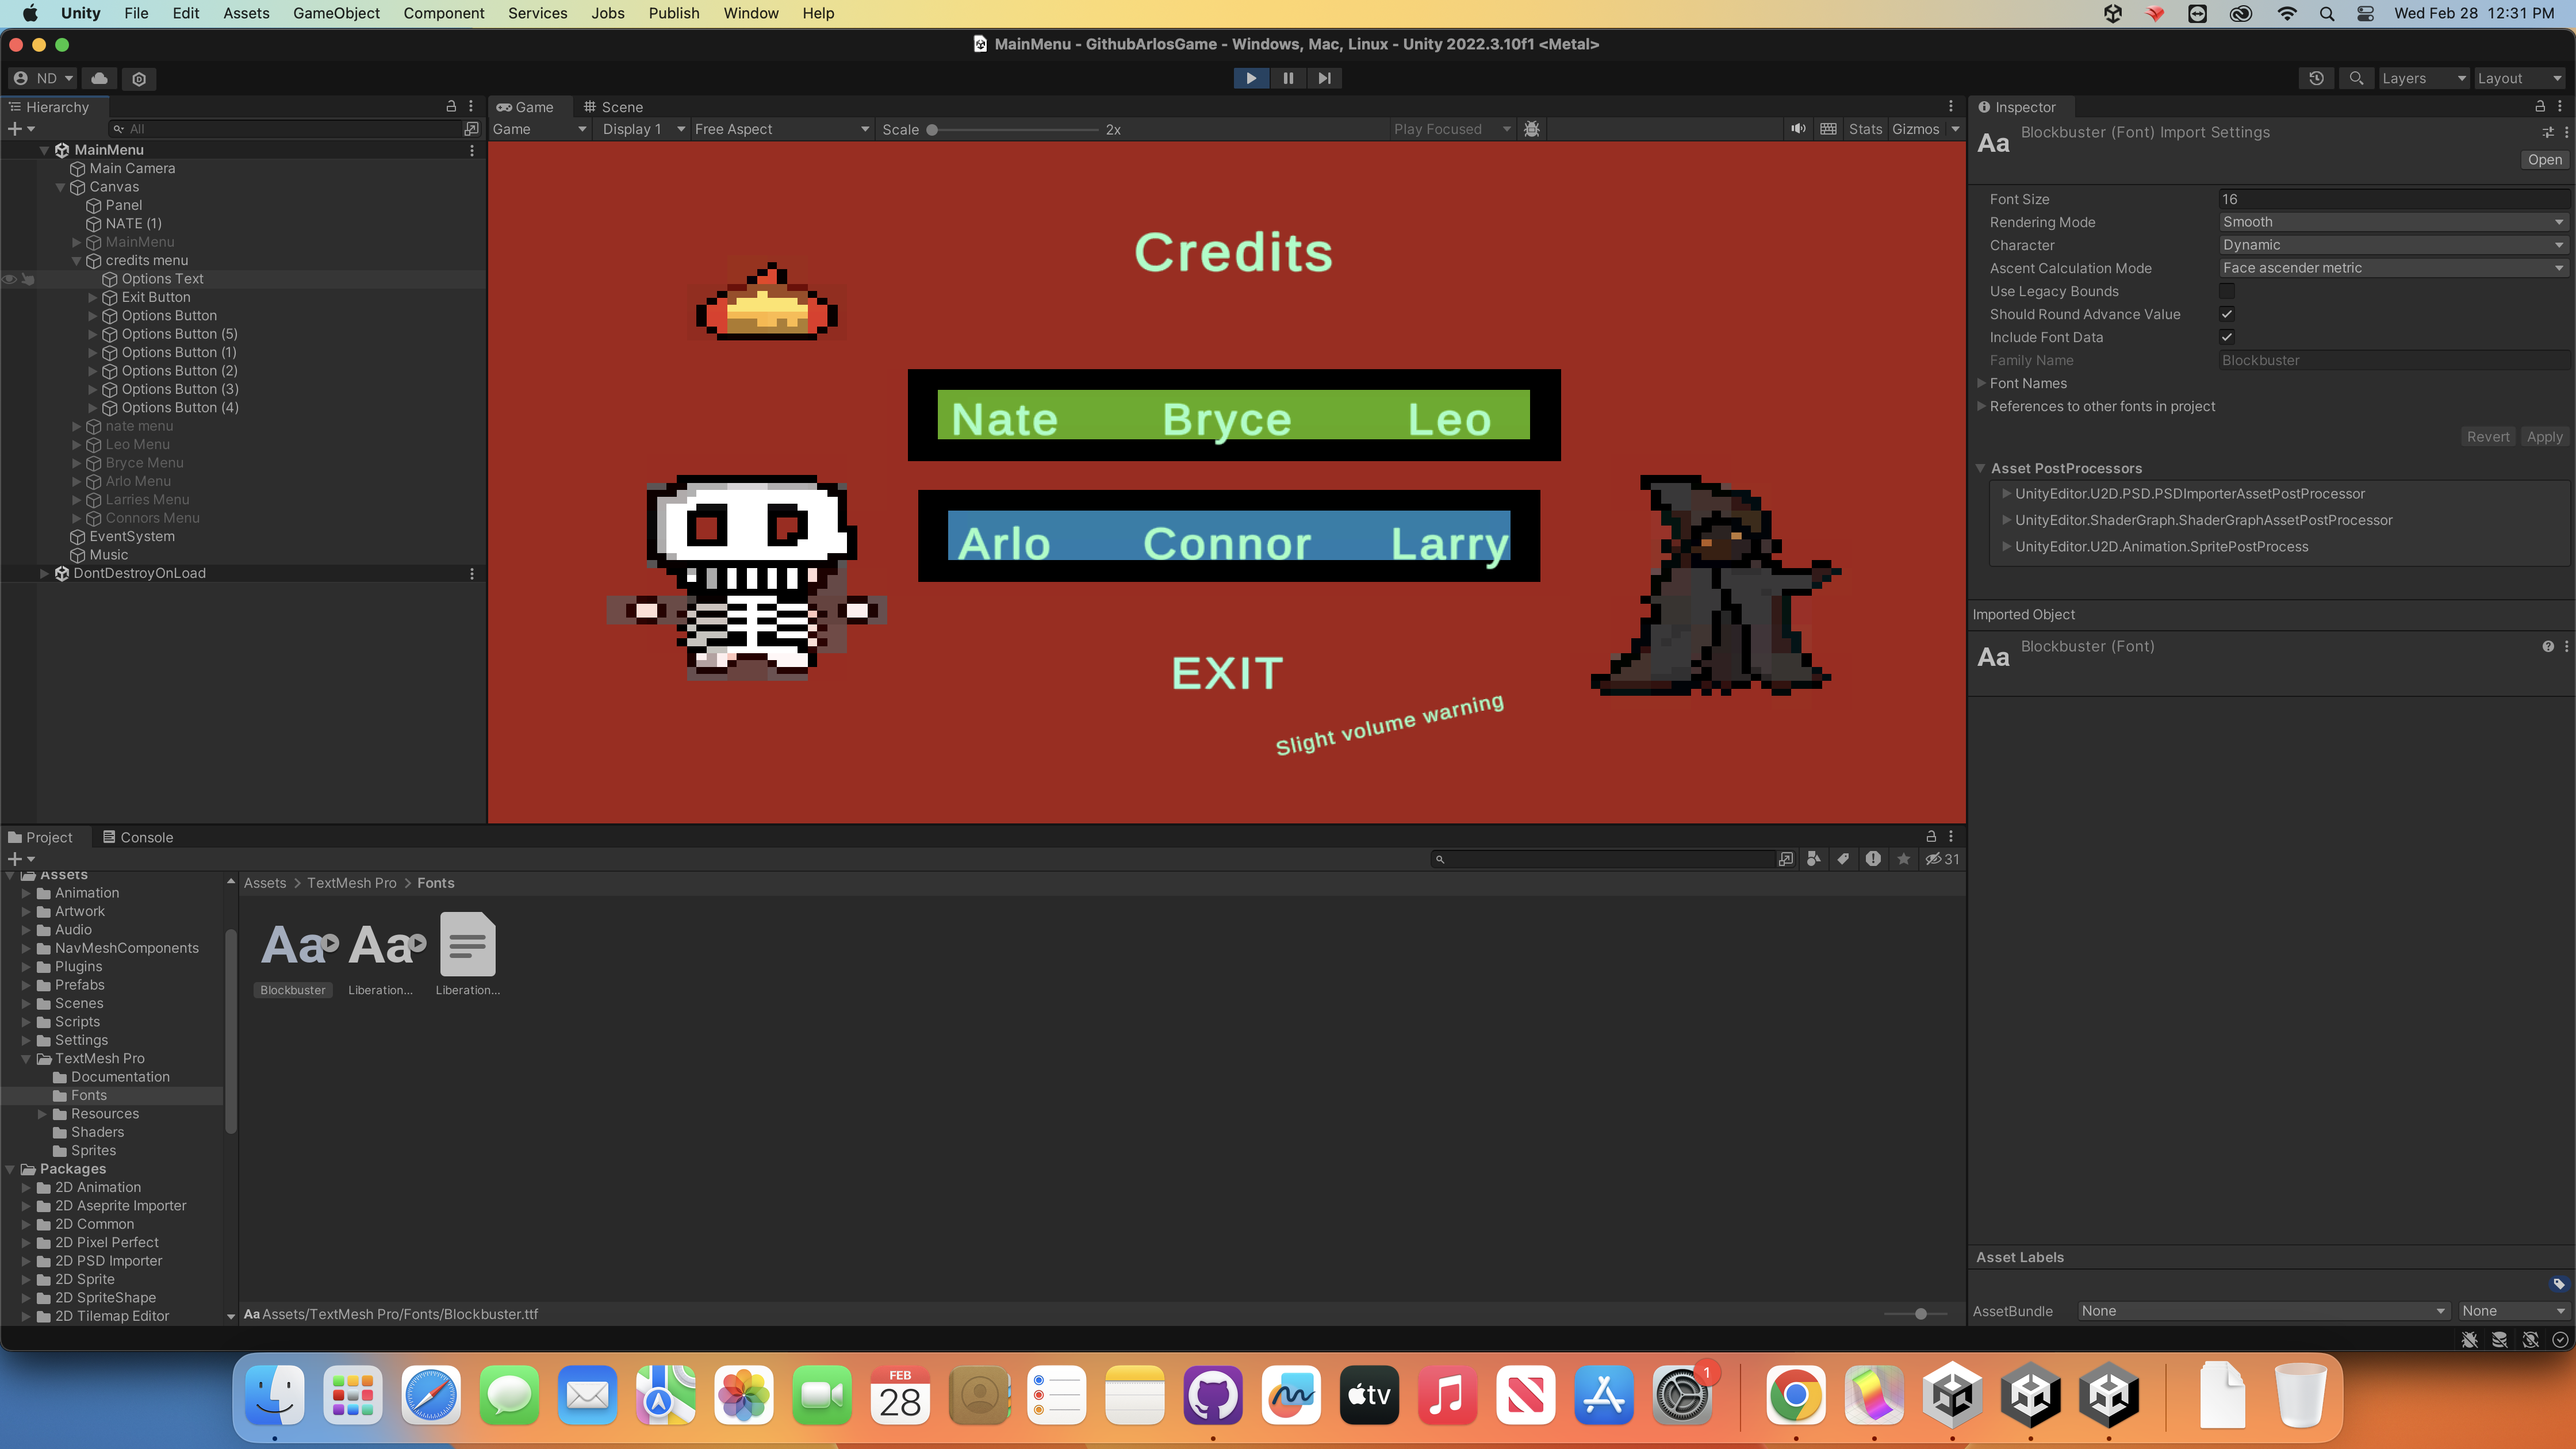 Unity File Edit Assets GameObject Component Services Jobs Publish Window Help Wed Feb 28 12:31 PM
MainMenu - GithubArlosGame - Windows, Mac, Linux - Unity 2022.3.10f1 <Metal>
ND Layers Layout
Hierarchy
All
MainMenu
Main Camera
Canvas
Panel
NATE (1)
MainMenu
credits menu
Options Text
Exit Button
Options Button
Options Button (5)
Options Button (1)
Options Button (2)
Options Button (3)
Options Button (4)
nate menu
Leo Menu
Bryce Menu
Arlo Menu
Larries Menu
Connors Menu
EventSystem
Music
DontDestroyOnLoad
Game Scene
Game Display 1 Free Aspect Scale 2x Play Focused Stats Gizmos
Credits
Nate Bryce Leo
Arlo Connor Larry
EXIT
Slight volume warning
Inspector
Aa Blockbuster (Font) Import Settings
Open
Font Size 16
Rendering Mode Smooth
Character Dynamic
Ascent Calculation Mode Face ascender metric
Use Legacy Bounds
Should Round Advance Value
Include Font Data
Family Name Blockbuster
Font Names
References to other fonts in project
Revert Apply
Asset PostProcessors
UnityEditor.U2D.PSD.PSDImporterAssetPostProcessor
UnityEditor.ShaderGraph.ShaderGraphAssetPostProcessor
UnityEditor.U2D.Animation.SpritePostProcess
Imported Object
Aa Blockbuster (Font)
Asset Labels
AssetBundle None None
Project Console
31
Assets
Animation
Artwork
Audio
NavMeshComponents
Plugins
Prefabs
Scenes
Scripts
Settings
TextMesh Pro
Documentation
Fonts
Resources
Shaders
Sprites
Packages
2D Animation
2D Aseprite Importer
2D Common
2D Pixel Perfect
2D PSD Importer
2D Sprite
2D SpriteShape
2D Tilemap Editor
Assets > TextMesh Pro > Fonts
Aa Aa
Blockbuster Liberation... Liberation...
Aa Assets/TextMesh Pro/Fonts/Blockbuster.ttf
FEB
28
tv
1